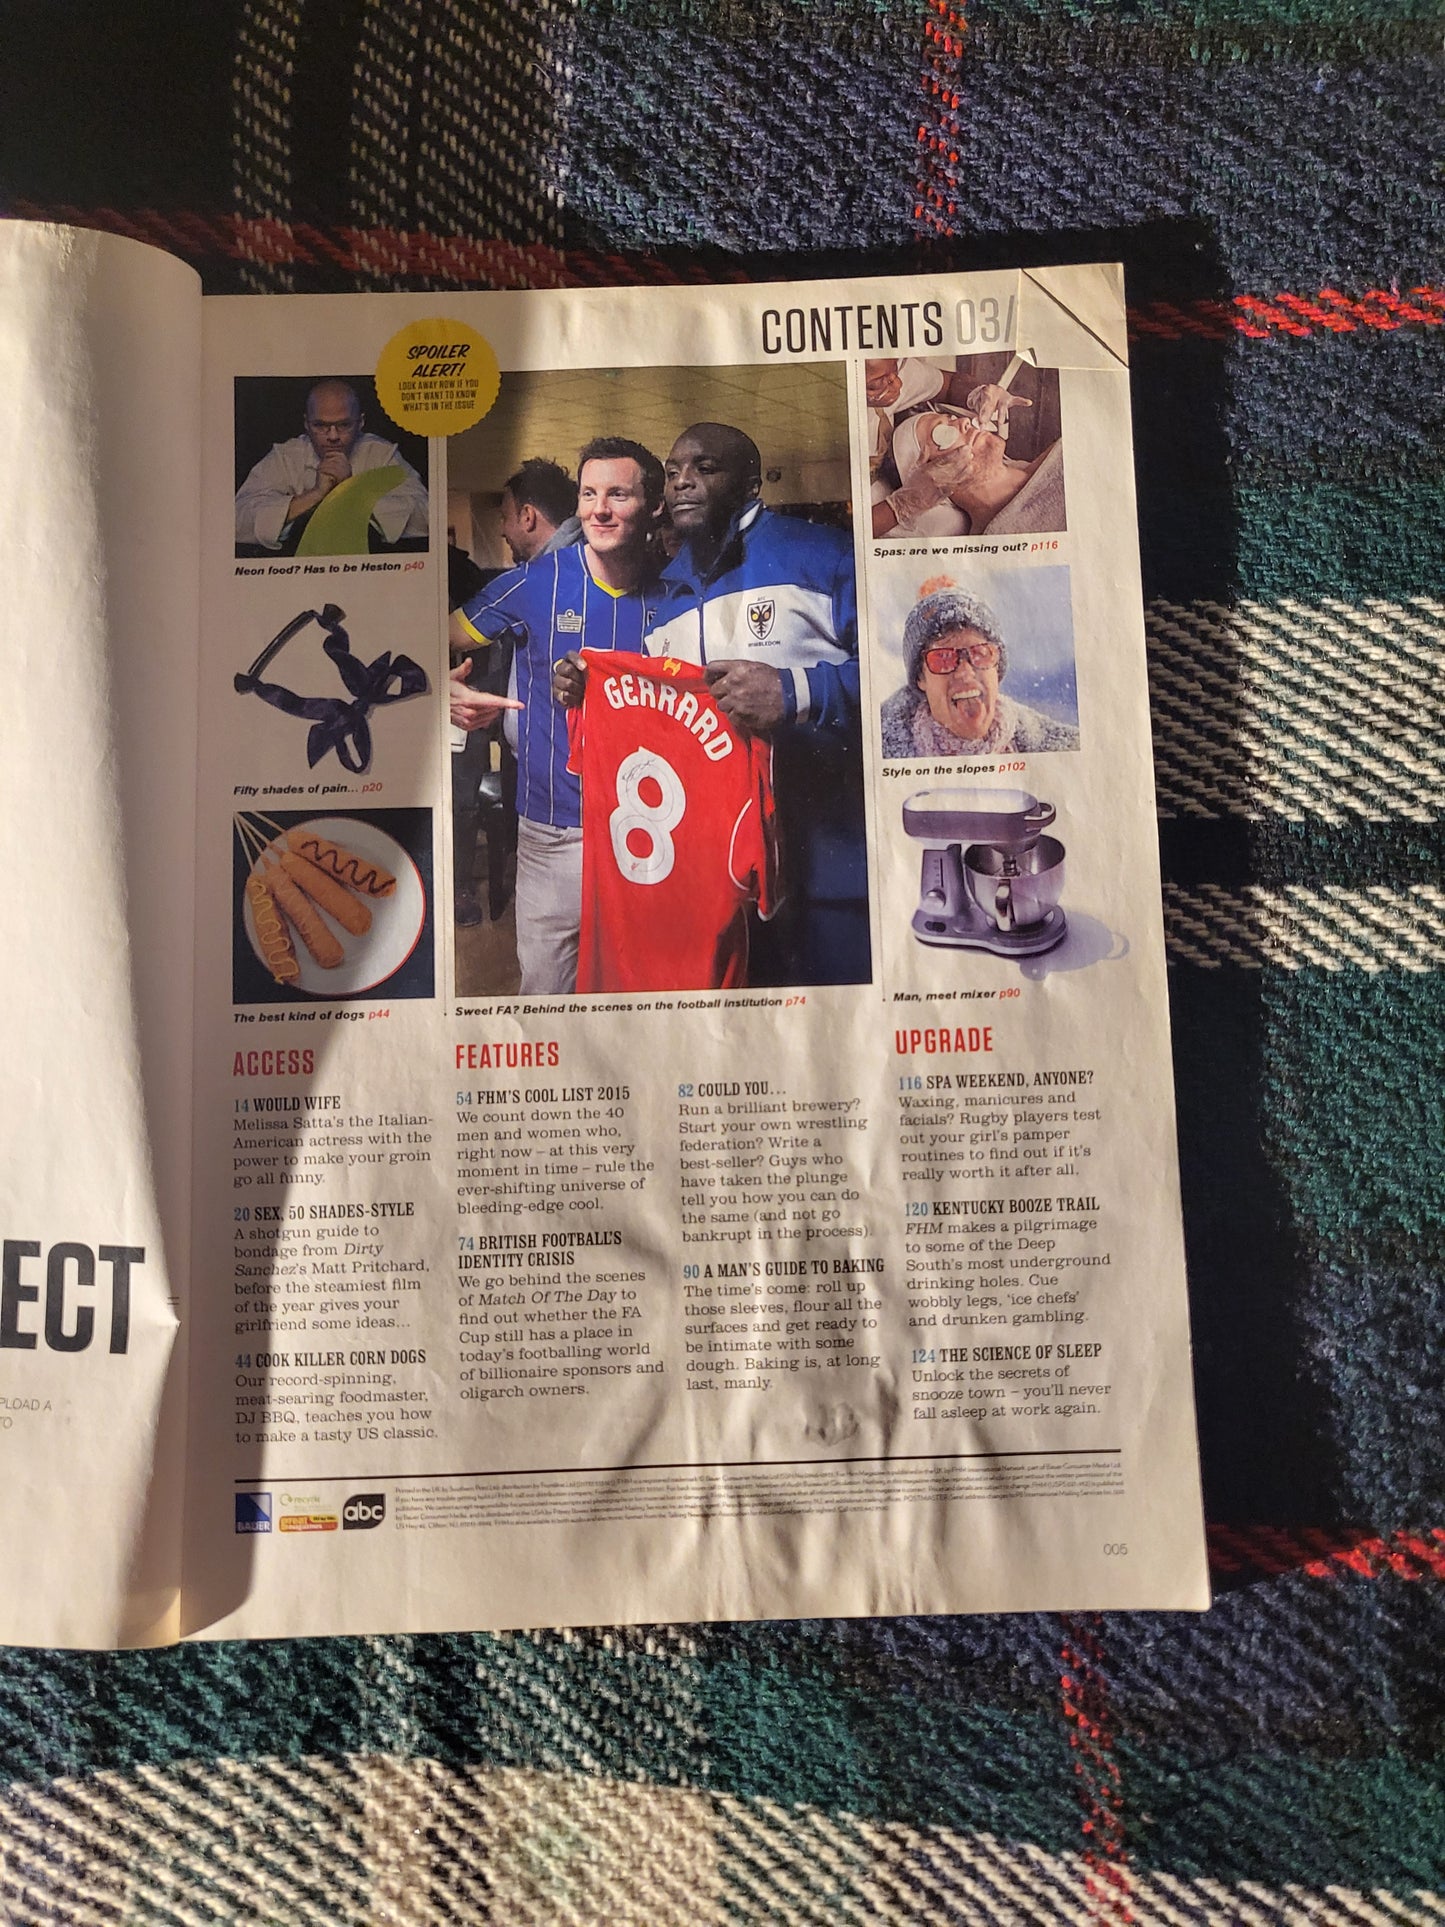 CONTENTS 03/
SPOILER
ALERT!
LOOK AWAY NOW IF YOU
DON'T WANT TO KNOW
WHAT'S IN THE ISSUE
Neon food? Has to be Heston p40
Fifty shades of pain... p20
The best kind of dogs p44
AFC
WIMBLEDON
GERRARD
8
Sweet FA? Behind the scenes on the football institution p74
Spas: are we missing out? p116
Style on the slopes p102
Man, meet mixer p90
ACCESS
14 WOULD WIFE
Melissa Satta's the Italian-
American actress with the
power to make your groin
go all funny.
20 SEX, 50 SHADES-STYLE
A shotgun guide to
bondage from Dirty
Sanchez's Matt Pritchard,
before the steamiest film
of the year gives your
girlfriend some ideas...
44 COOK KILLER CORN DOGS
Our record-spinning,
meat-searing foodmaster,
DJ BBQ, teaches you how
to make a tasty US classic.
FEATURES
54 FHM'S COOL LIST 2015
We count down the 40
men and women who,
right now – at this very
moment in time – rule the
ever-shifting universe of
bleeding-edge cool.
74 BRITISH FOOTBALL'S
IDENTITY CRISIS
We go behind the scenes
of Match Of The Day to
find out whether the FA
Cup still has a place in
today's footballing world
of billionaire sponsors and
oligarch owners.
82 COULD YOU...
Run a brilliant brewery?
Start your own wrestling
federation? Write a
best-seller? Guys who
have taken the plunge
tell you how you can do
the same (and not go
bankrupt in the process).
90 A MAN'S GUIDE TO BAKING
The time's come: roll up
those sleeves, flour all the
surfaces and get ready to
be intimate with some
dough. Baking is, at long
last, manly.
UPGRADE
116 SPA WEEKEND, ANYONE?
Waxing, manicures and
facials? Rugby players test
out your girl's pamper
routines to find out if it's
really worth it after all.
120 KENTUCKY BOOZE TRAIL
FHM makes a pilgrimage
to some of the Deep
South's most underground
drinking holes. Cue
wobbly legs, 'ice chefs'
and drunken gambling.
124 THE SCIENCE OF SLEEP
Unlock the secrets of
snooze town – you'll never
fall asleep at work again.
ECT
PLOAD A
TO
BAUER
recycle
abc
005